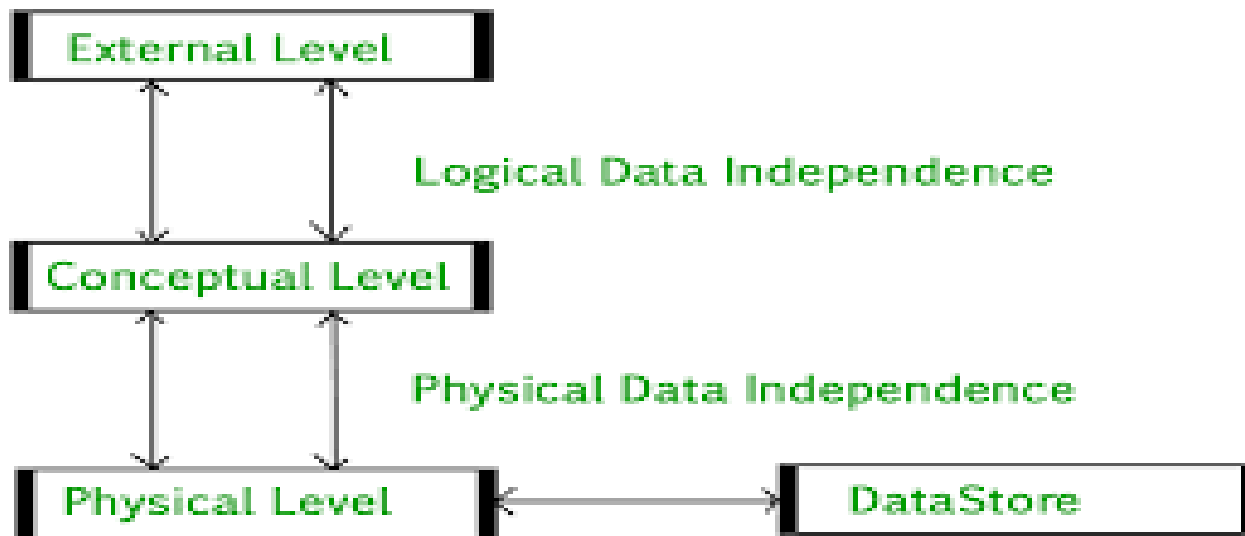 External Level
Logical Data Independence
Conceptual Level
Physical Data Independence
Physical Level
DataStore